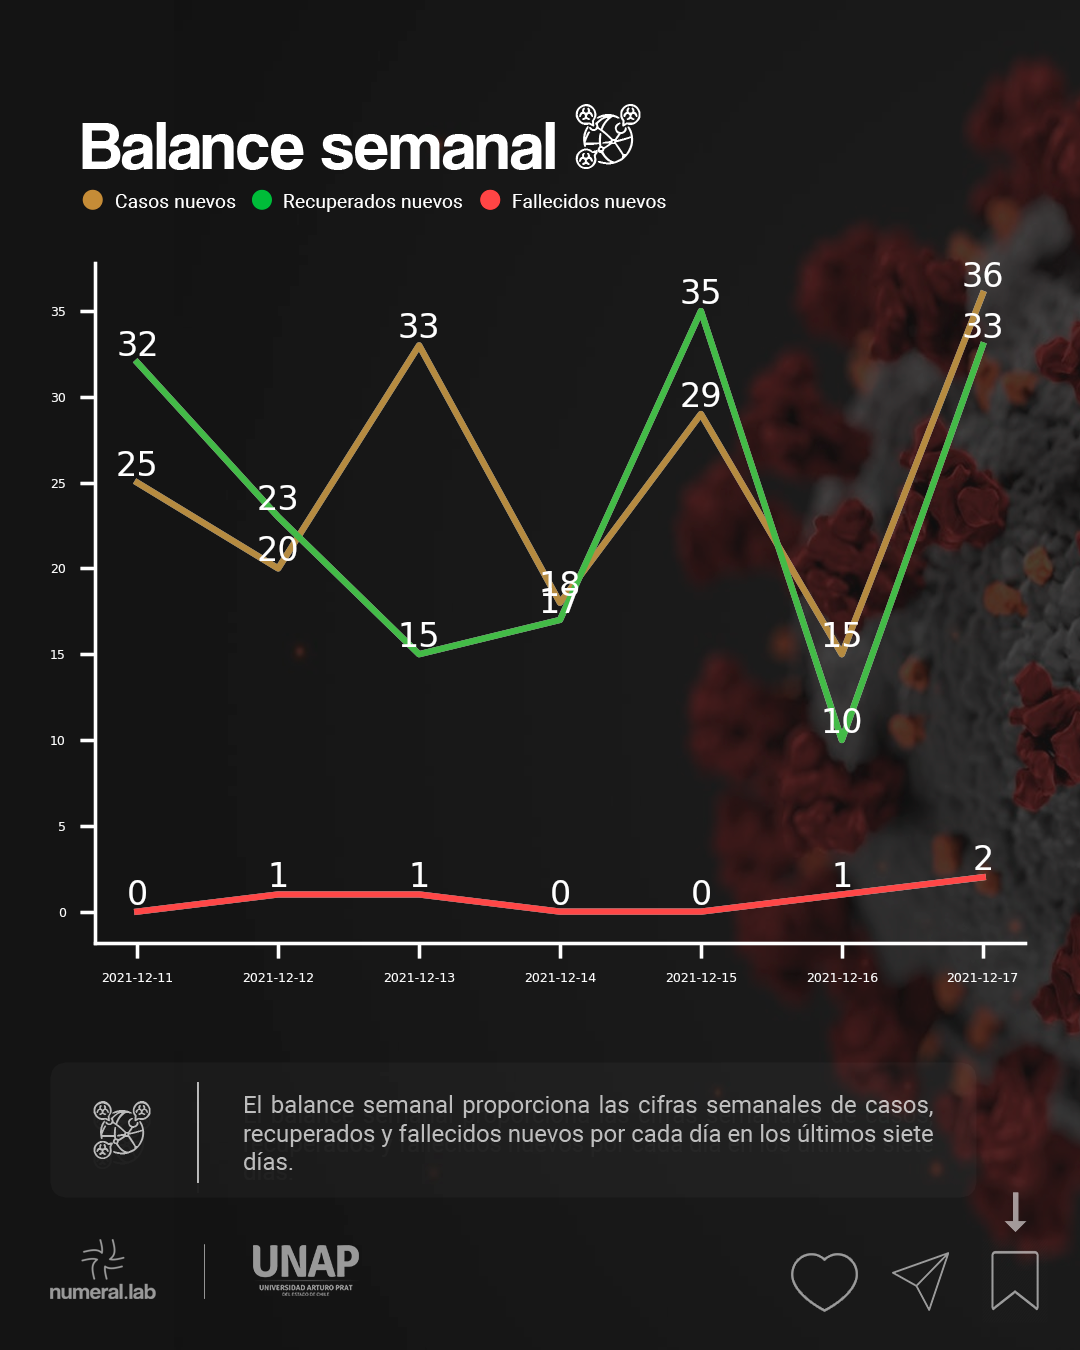 Balance semanal
Casos nuevos Recuperados nuevos Fallecidos nuevos
36
35
35
33
33
32
30
29
25
25
23
20
20
18
17
15
15
15
10
10
5
2
1
1
1
0
0
0
0
2021-12-11 2021-12-12 2021-12-13 2021-12-14 2021-12-15 2021-12-16 2021-12-17
El balance semanal proporciona las cifras semanales de casos,
recuperados y fallecidos nuevos por cada día en los últimos siete
días.
numeral.lab
UNAP
UNIVERSIDAD ARTURO PRAT
DEL ESTADO DE CHILE